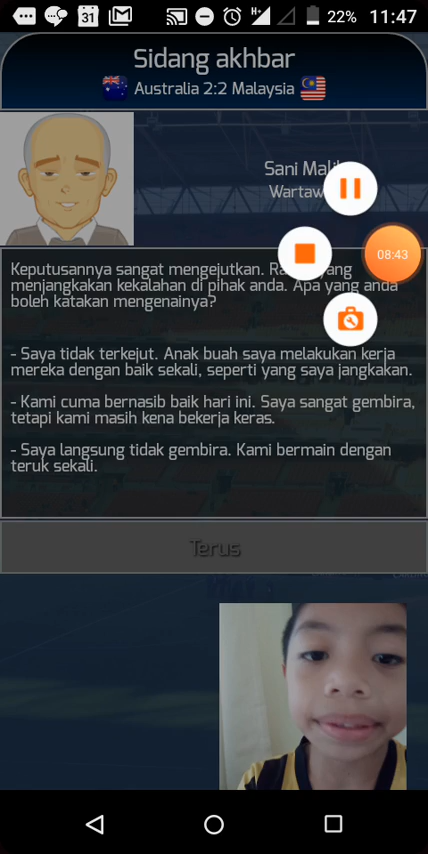 31 H+ 22% 11:47
Sidang akhbar
Australia 2:2 Malaysia
Sani
08:43
Keputusannya sangat mengejutkan. yang
menjangkakan kekalahan di pihak anda. Apa yang anda
boleh katakan mengenainya?
- Saya tidak terkejut. Anak buah saya melakukan kerja
mereka dengan baik sekali, seperti yang saya jangkakan.
- Kami cuma bernasib baik hari ini. Saya sangat gembira,
tetapi kami masih kena bekerja keras.
- Saya langsung tidak gembira. Kami bermain dengan
teruk sekali.
Terus